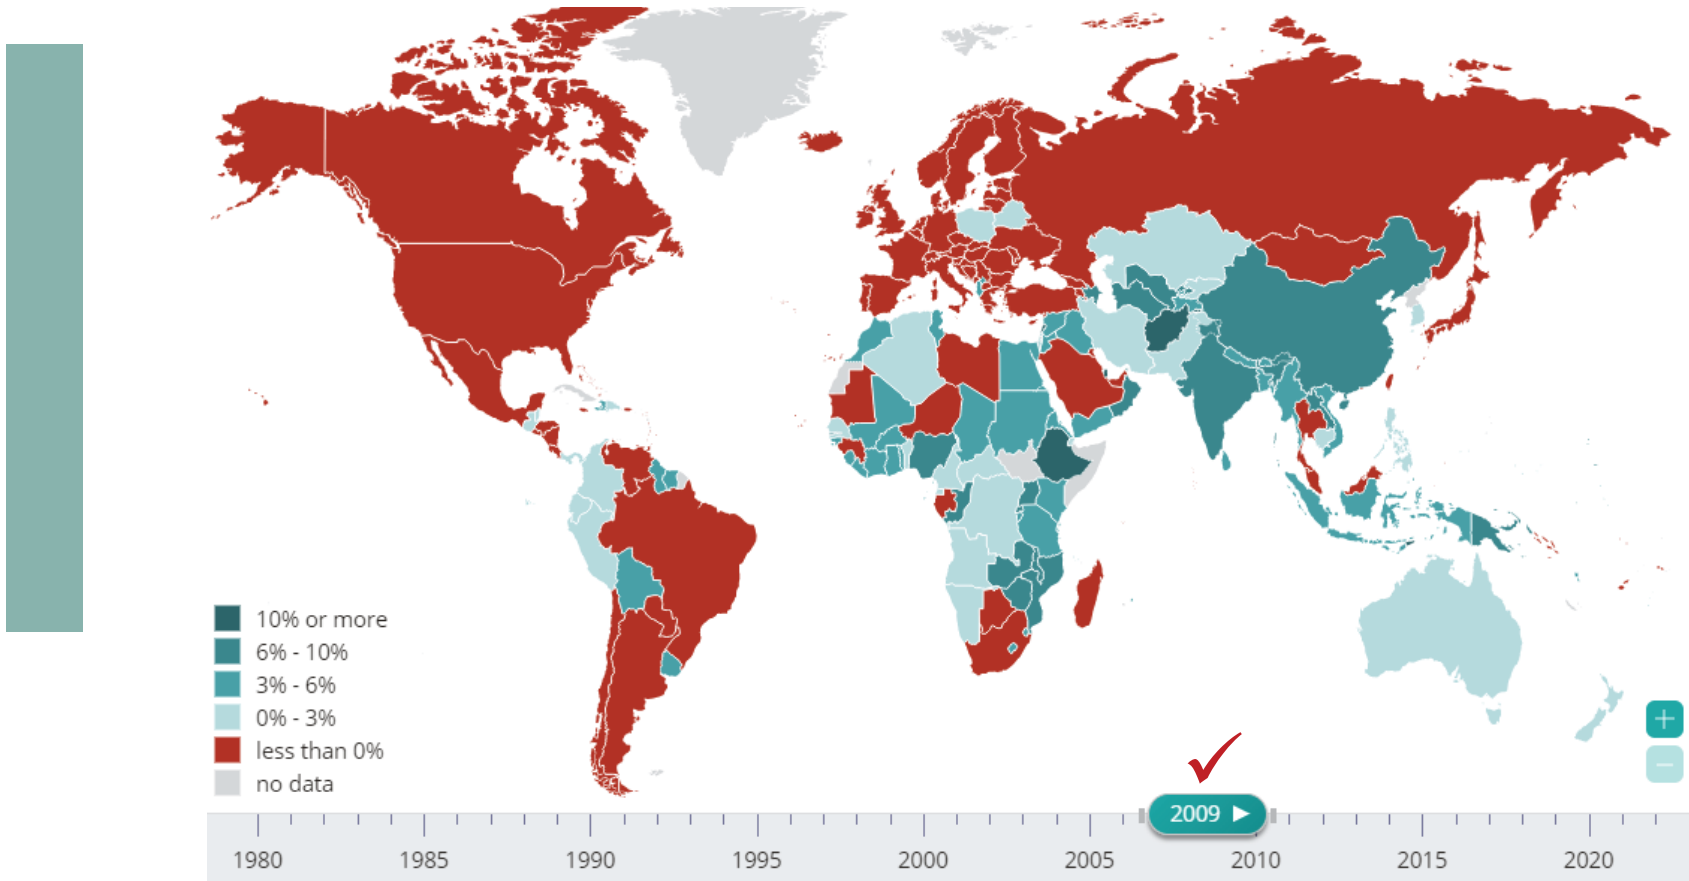 10% or more
6% - 10%
3% - 6%
0% - 3%
less than 0%
no data
2009
1980 1985 1990 1995 2000 2005 2010 2015 2020